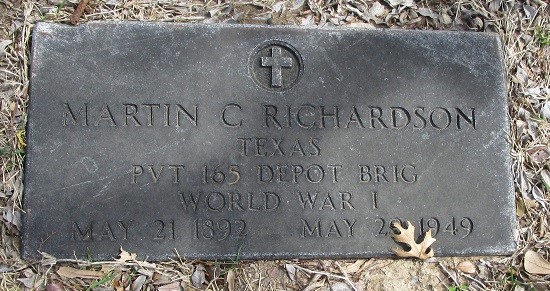 MARTIN C RICHARDSON
TEXAS
PVT 165 DEPOT BRIG
WORLD WAR I
MAY 21 1892 MAY 1949